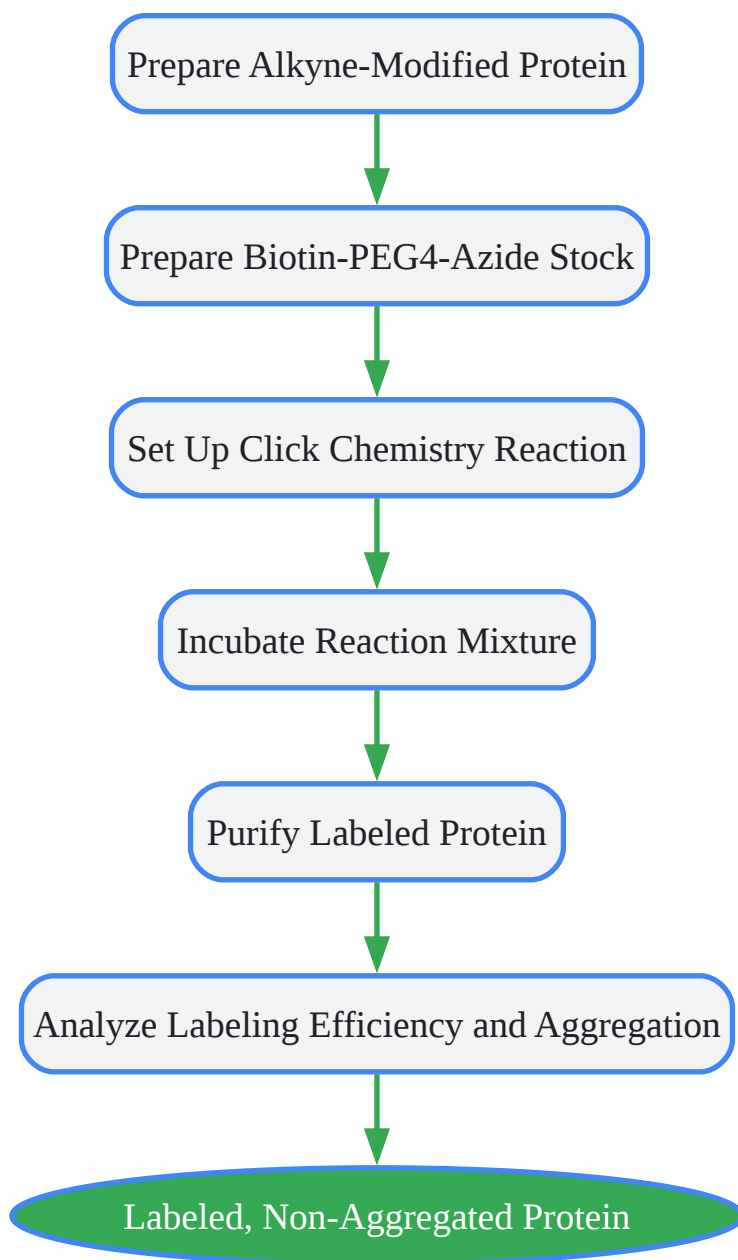 Prepare Alkyne-Modified Protein
Prepare Biotin-PEG4-Azide Stock
Set Up Click Chemistry Reaction
Incubate Reaction Mixture
Purify Labeled Protein
Analyze Labeling Efficiency and Aggregation
Labeled, Non-Aggregated Protein